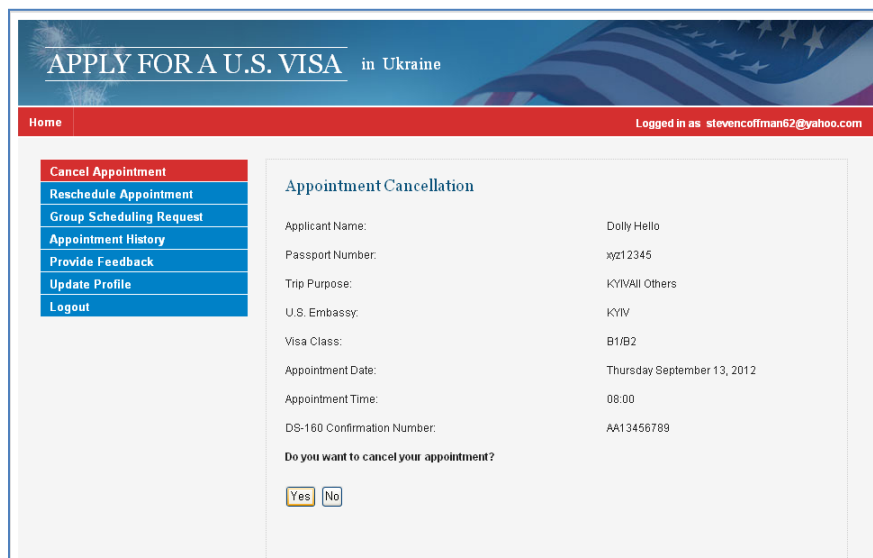 APPLY FOR A U.S. VISA in Ukraine
Home Logged in as stevencoffman62@yahoo.com
Cancel Appointment
Reschedule Appointment
Group Scheduling Request
Appointment History
Provide Feedback
Update Profile
Logout
Appointment Cancellation
Applicant Name: Dolly Hello
Passport Number: xyz12345
Trip Purpose: KYIVAll Others
U.S. Embassy: KYIV
Visa Class: B1/B2
Appointment Date: Thursday September 13, 2012
Appointment Time: 08:00
DS-160 Confirmation Number: AA13456789
Do you want to cancel your appointment?
Yes No